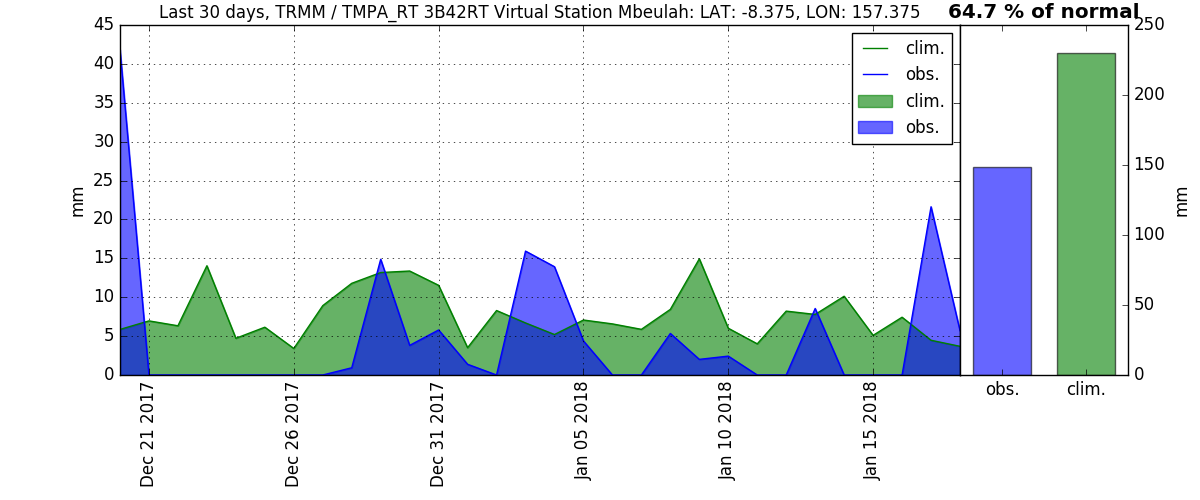 Last 30 days, TRMM / TMPA_RT 3B42RT Virtual Station Mbeulah: LAT: -8.375, LON: 157.375
64.7 % of normal
45
40
35
30
25
20
15
10
5
0
mm
clim.
obs.
clim.
obs.
250
200
150
100
50
0
mm
obs.
clim.
Dec 21 2017
Dec 26 2017
Dec 31 2017
Jan 05 2018
Jan 10 2018
Jan 15 2018